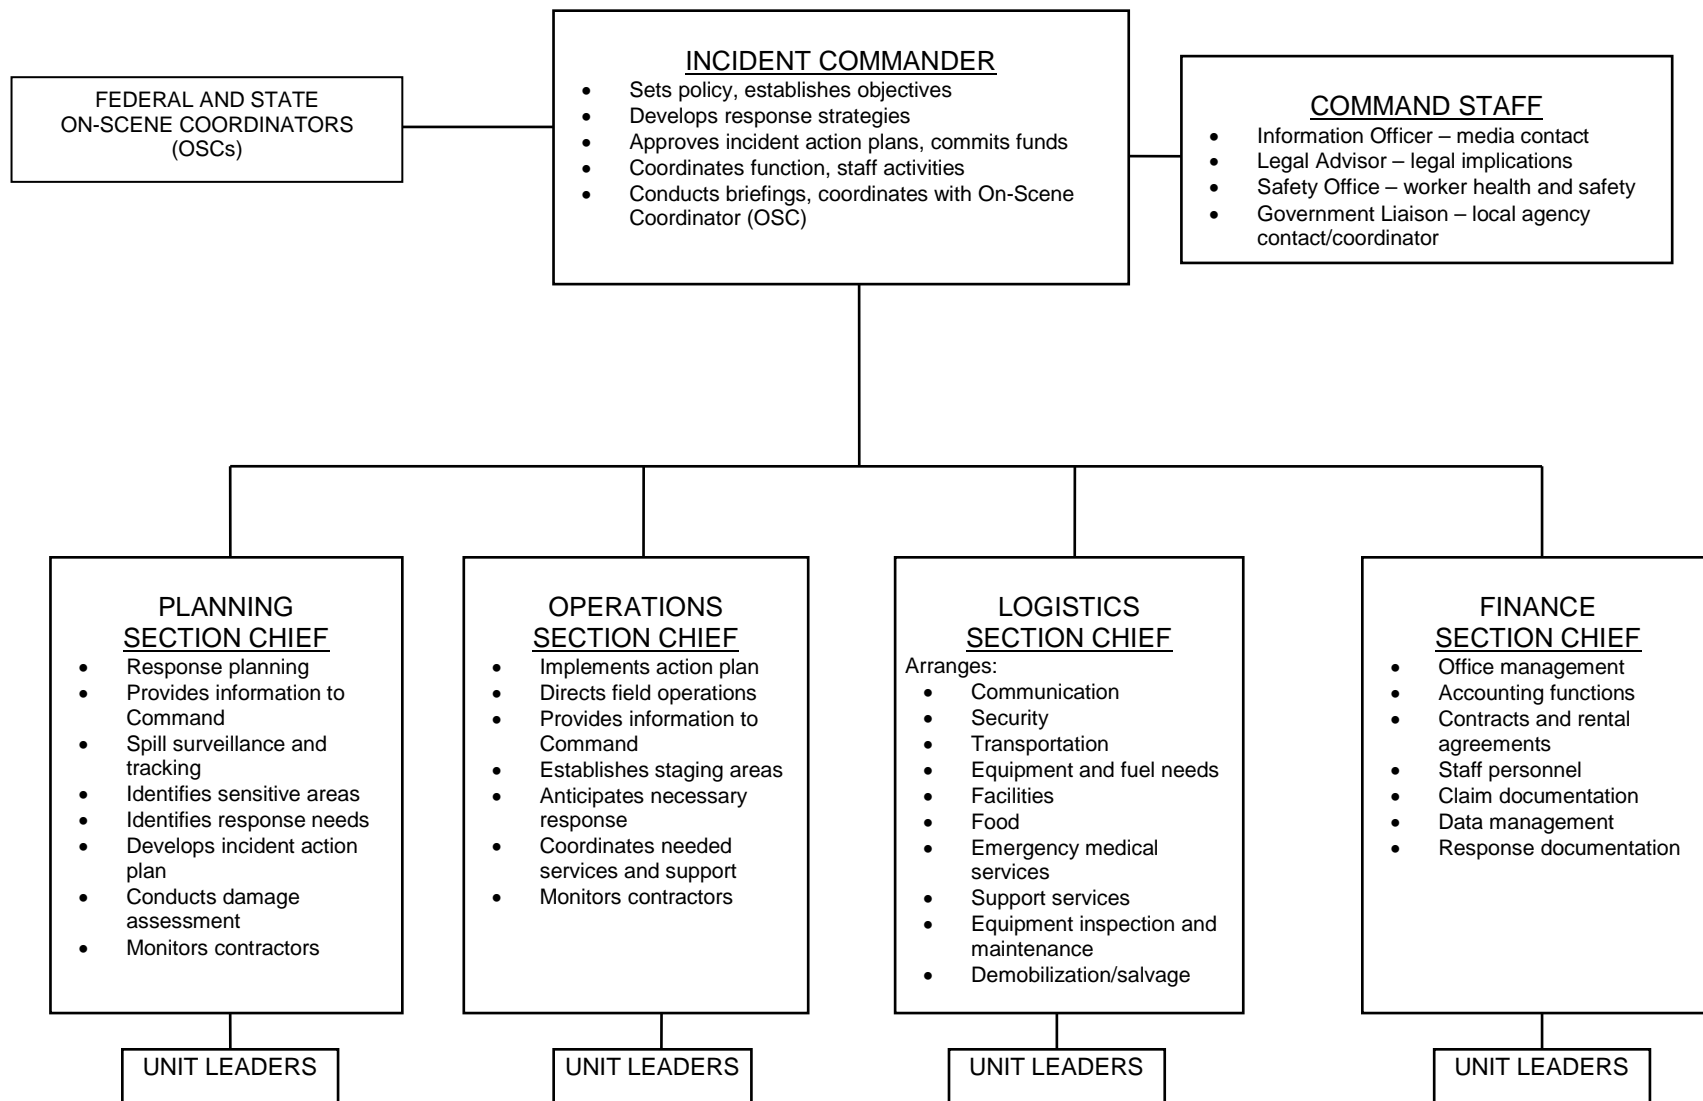 INCIDENT COMMANDER
• Sets policy, establishes objectives
• Develops response strategies
• Approves incident action plans, commits funds
• Coordinates function, staff activities
• Conducts briefings, coordinates with On-Scene
Coordinator (OSC)
FEDERAL AND STATE
ON-SCENE COORDINATORS
(OSCs)
COMMAND STAFF
• Information Officer – media contact
• Legal Advisor – legal implications
• Safety Office – worker health and safety
• Government Liaison – local agency
contact/coordinator
PLANNING
SECTION CHIEF
• Response planning
• Provides information to
Command
• Spill surveillance and
tracking
• Identifies sensitive areas
• Identifies response needs
• Develops incident action
plan
• Conducts damage
assessment
• Monitors contractors
OPERATIONS
SECTION CHIEF
• Implements action plan
• Directs field operations
• Provides information to
Command
• Establishes staging areas
• Anticipates necessary
response
• Coordinates needed
services and support
• Monitors contractors
LOGISTICS
SECTION CHIEF
Arranges:
• Communication
• Security
• Transportation
• Equipment and fuel needs
• Facilities
• Food
• Emergency medical
services
• Support services
• Equipment inspection and
maintenance
• Demobilization/salvage
FINANCE
SECTION CHIEF
• Office management
• Accounting functions
• Contracts and rental
agreements
• Staff personnel
• Claim documentation
• Data management
• Response documentation
UNIT LEADERS
UNIT LEADERS
UNIT LEADERS
UNIT LEADERS